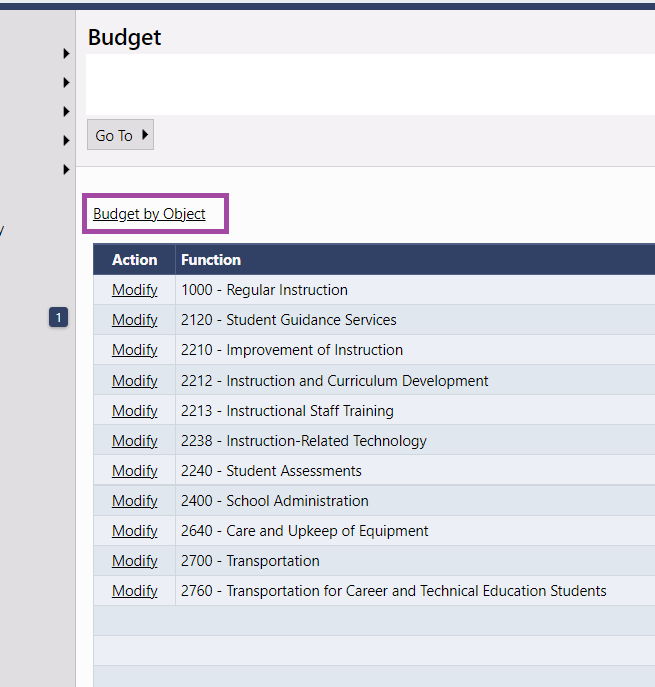 Budget
Go To
y
Budget by Object
Action Function
Modify 1000 - Regular Instruction
1
Modify 2120 - Student Guidance Services
Modify 2210 - Improvement of Instruction
Modify 2212 - Instruction and Curriculum Development
Modify 2213 - Instructional Staff Training
Modify 2238 - Instruction-Related Technology
Modify 2240 - Student Assessments
Modify 2400 - School Administration
Modify 2640 - Care and Upkeep of Equipment
Modify 2700 - Transportation
Modify 2760 - Transportation for Career and Technical Education Students